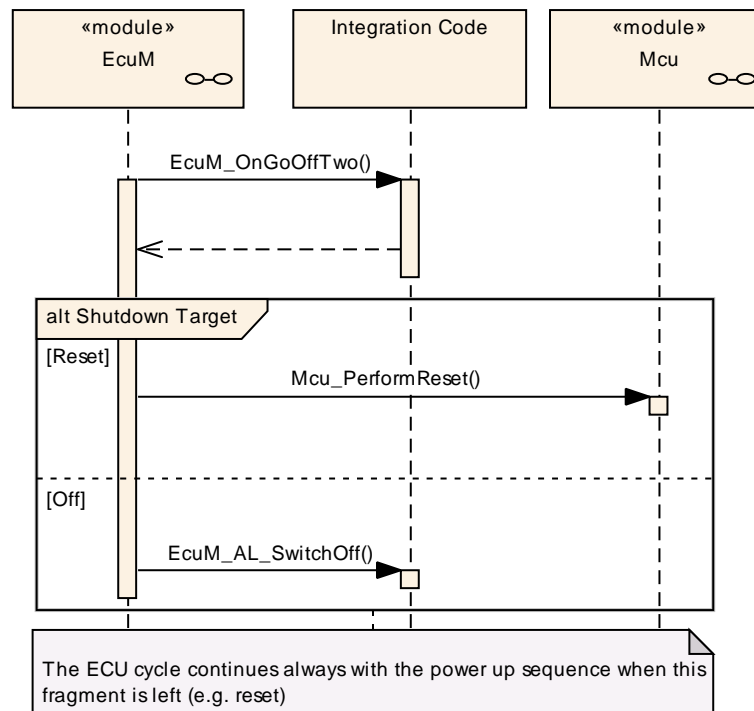 «module»
EcuM
Integration Code
«module»
Mcu
EcuM_OnGoOffTwo()
alt Shutdown Target
[Reset]
Mcu_PerformReset()
[Off]
EcuM_AL_SwitchOff()
The ECU cycle continues always with the power up sequence when this
fragment is left (e.g. reset)